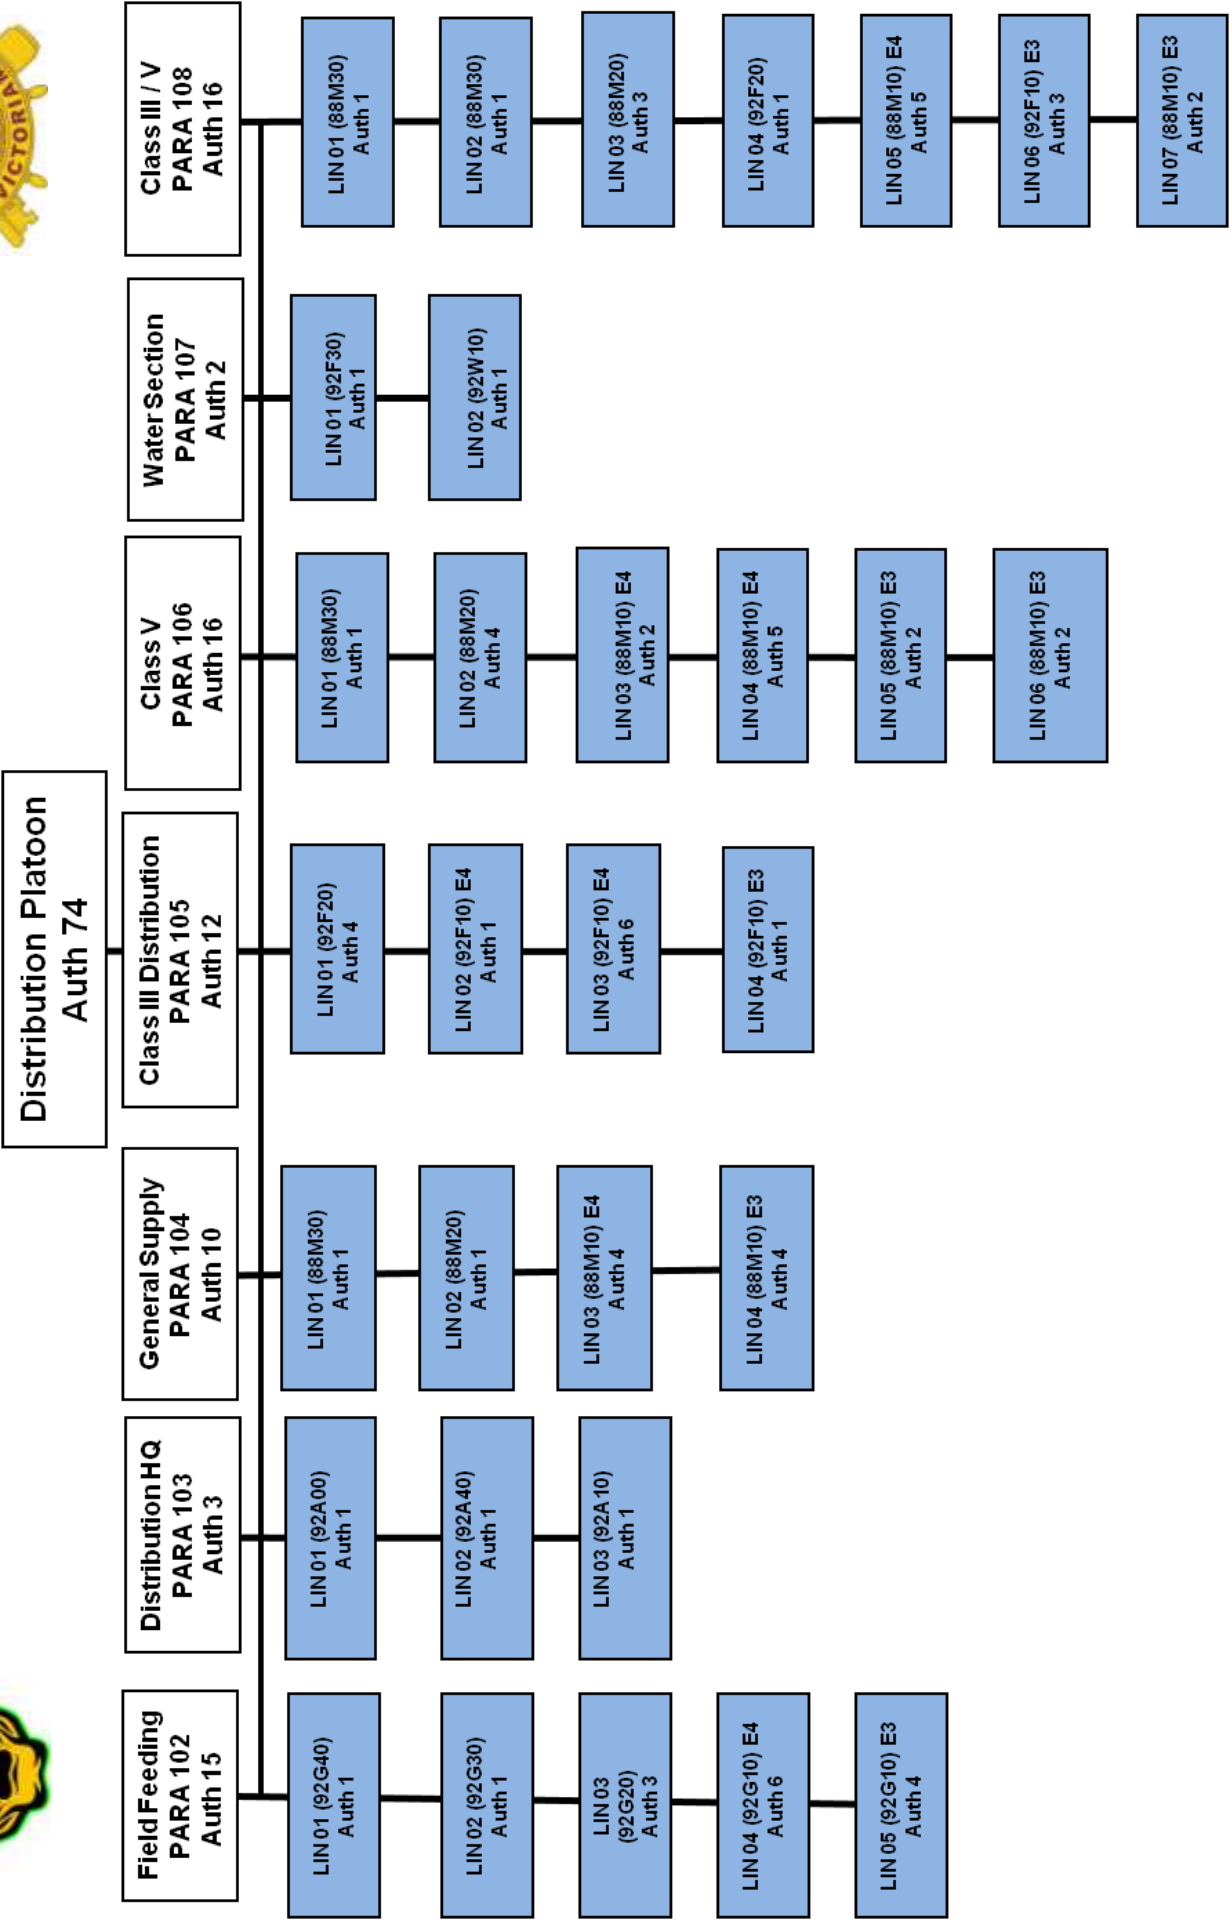 Distribution Platoon
Auth 74
Field Feeding
PARA 102
Auth 15
LIN 01 (92G40)
Auth 1
LIN 02 (92G30)
Auth 1
LIN 03
(92G20)
Auth 3
LIN 04 (92G10) E4
Auth 6
LIN 05 (92G10) E3
Auth 4
Distribution HQ
PARA 103
Auth 3
LIN 01 (92A00)
Auth 1
LIN 02 (92A40)
Auth 1
LIN 03 (92A10)
Auth 1
General Supply
PARA 104
Auth 10
LIN 01 (88M30)
Auth 1
LIN 02 (88M20)
Auth 1
LIN 03 (88M10) E4
Auth 4
LIN 04 (88M10) E3
Auth 4
Class III Distribution
PARA 105
Auth 12
LIN 01 (92F20)
Auth 4
LIN 02 (92F10) E4
Auth 1
LIN 03 (92F10) E4
Auth 6
LIN 04 (92F10) E3
Auth 1
Class V
PARA 106
Auth 16
LIN 01 (88M30)
Auth 1
LIN 02 (88M20)
Auth 4
LIN 03 (88M10) E4
Auth 2
LIN 04 (88M10) E4
Auth 5
LIN 05 (88M10) E3
Auth 2
LIN 06 (88M10) E3
Auth 2
Water Section
PARA 107
Auth 2
LIN 01 (92F30)
Auth 1
LIN 02 (92W10)
Auth 1
Class III / V
PARA 108
Auth 16
LIN 01 (88M30)
Auth 1
LIN 02 (88M30)
Auth 1
LIN 03 (88M20)
Auth 3
LIN 04 (92F20)
Auth 1
LIN 05 (88M10) E4
Auth 5
LIN 06 (92F10) E3
Auth 3
LIN 07 (88M10) E3
Auth 2